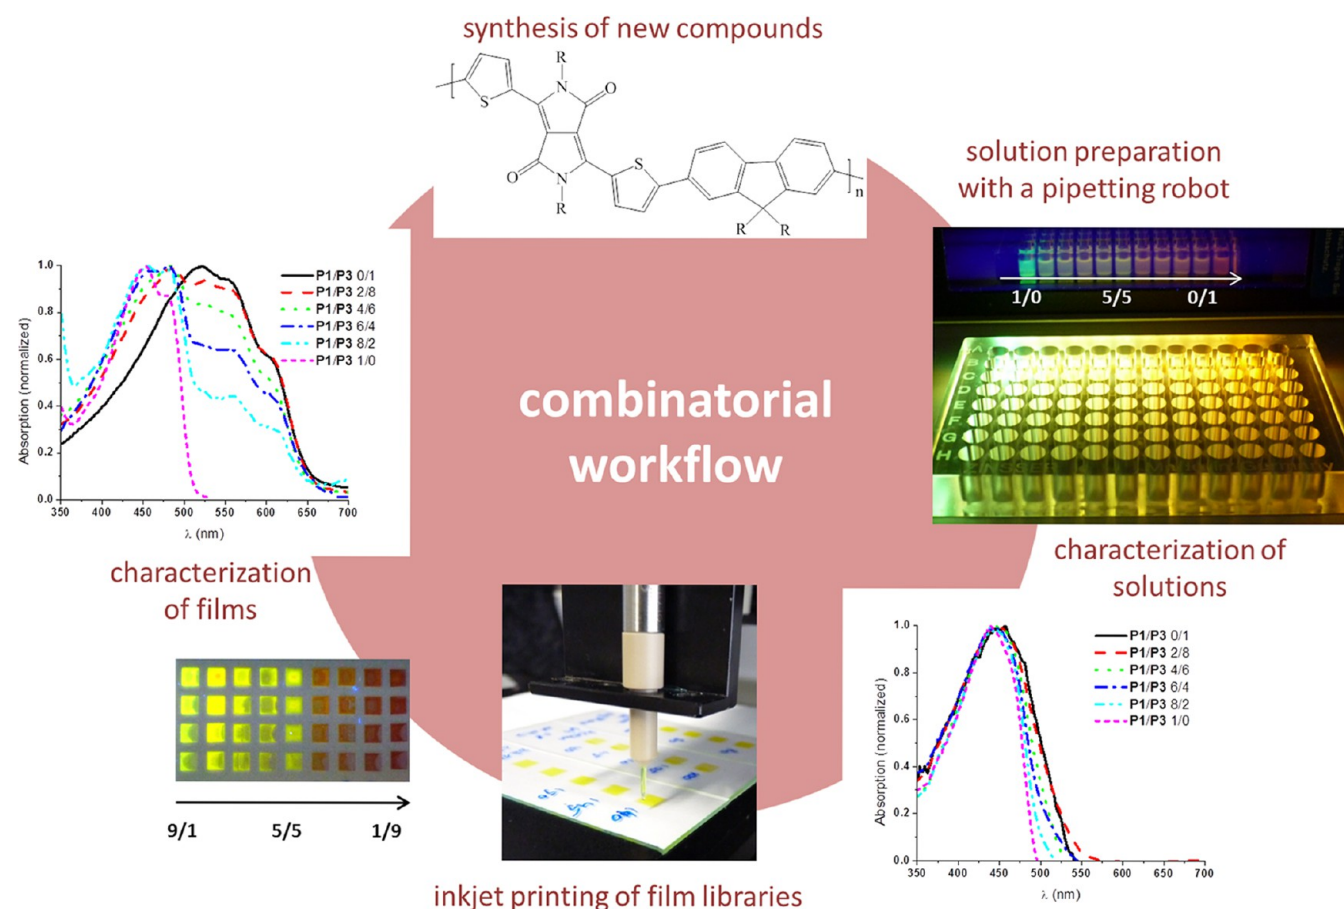 synthesis of new compounds
R
N
O
S
n
O
N
R
S
R R
solution preparation
with a pipetting robot
1/0 5/5 0/1
A
B
C
D
E
F
G
H
characterization of
solutions
P1/P3 0/1
P1/P3 2/8
P1/P3 4/6
P1/P3 6/4
P1/P3 8/2
P1/P3 1/0
Absorption (normalized)
1.0
0.8
0.6
0.4
0.2
0.0
350 400 450 500 550 600 650 700
λ (nm)
combinatorial
workflow
inkjet printing of film libraries
P1/P3 0/1
P1/P3 2/8
P1/P3 4/6
P1/P3 6/4
P1/P3 8/2
P1/P3 1/0
Absorption (normalized)
1.0
0.8
0.6
0.4
0.2
0.0
350 400 450 500 550 600 650 700
λ (nm)
characterization
of films
9/1 5/5 1/9